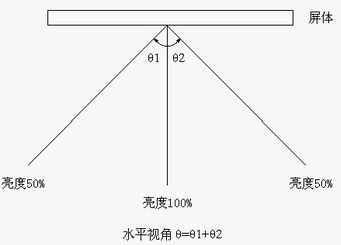 屏体
θ1 θ2
亮度50%
亮度50%
亮度100%
水平视角 θ=θ1+θ2